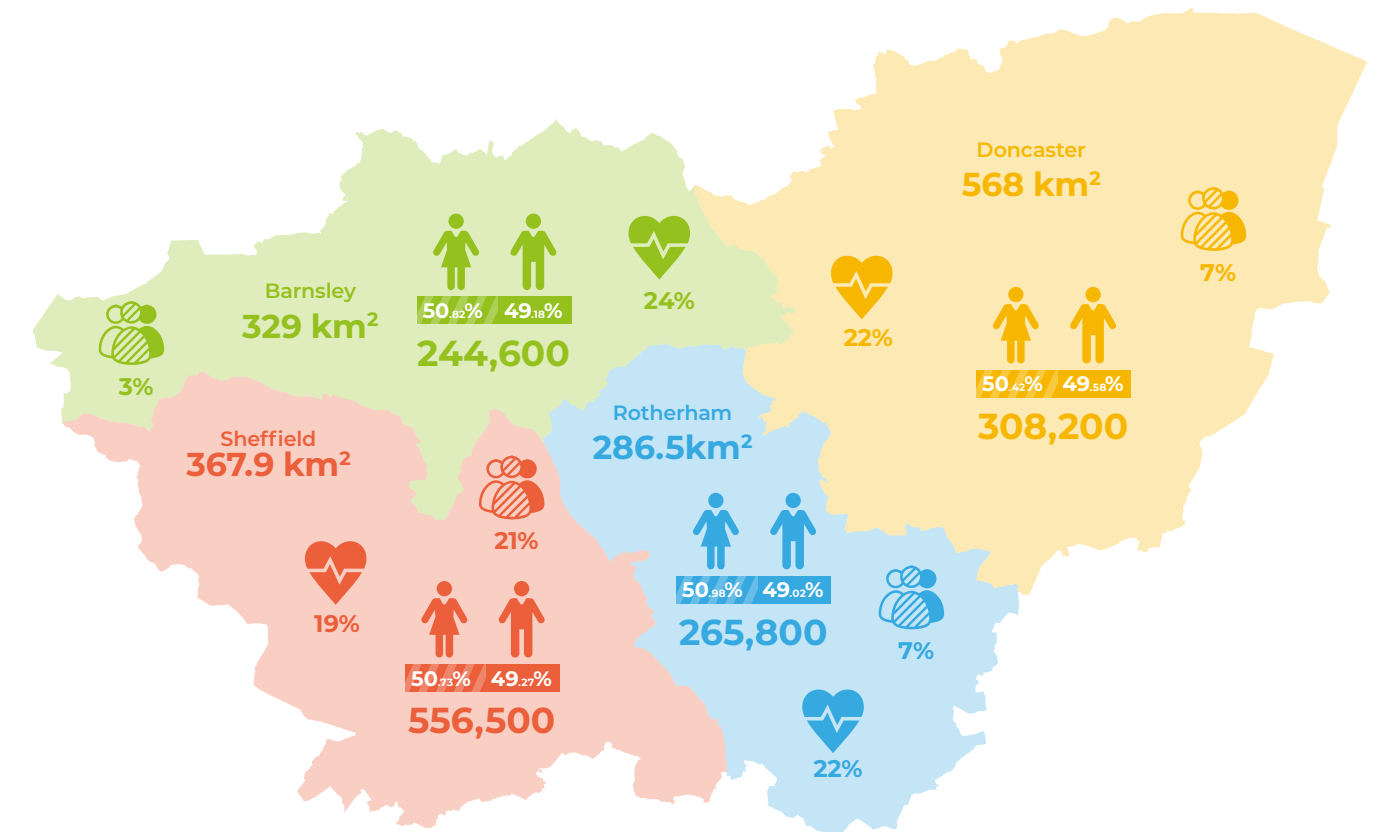 Barnsley
329 km²
3%
50.82% 49.18%
244,600
24%
Doncaster
568 km²
7%
22%
50.42% 49.58%
308,200
Sheffield
367.9 km²
21%
19%
50.73% 49.27%
556,500
Rotherham
286.5km²
50.98% 49.02%
265,800
7%
22%